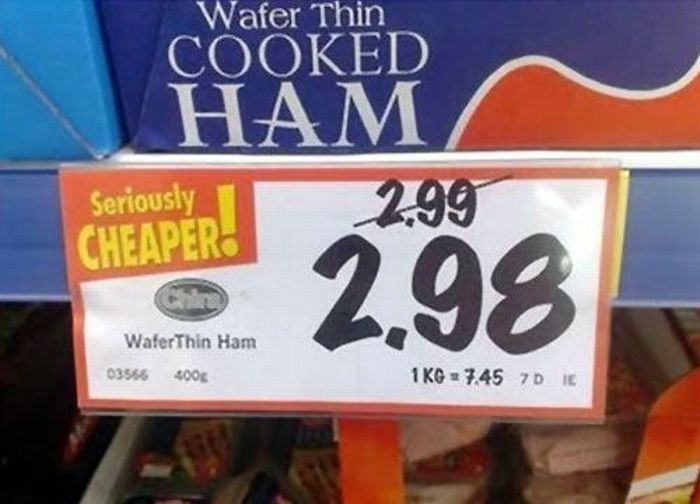 Wafer Thin
COOKED
HAM
Seriously
CHEAPER!
2.99
2.98
WaferThin Ham
03566 400g
1 KG = 7.45 7 D IE